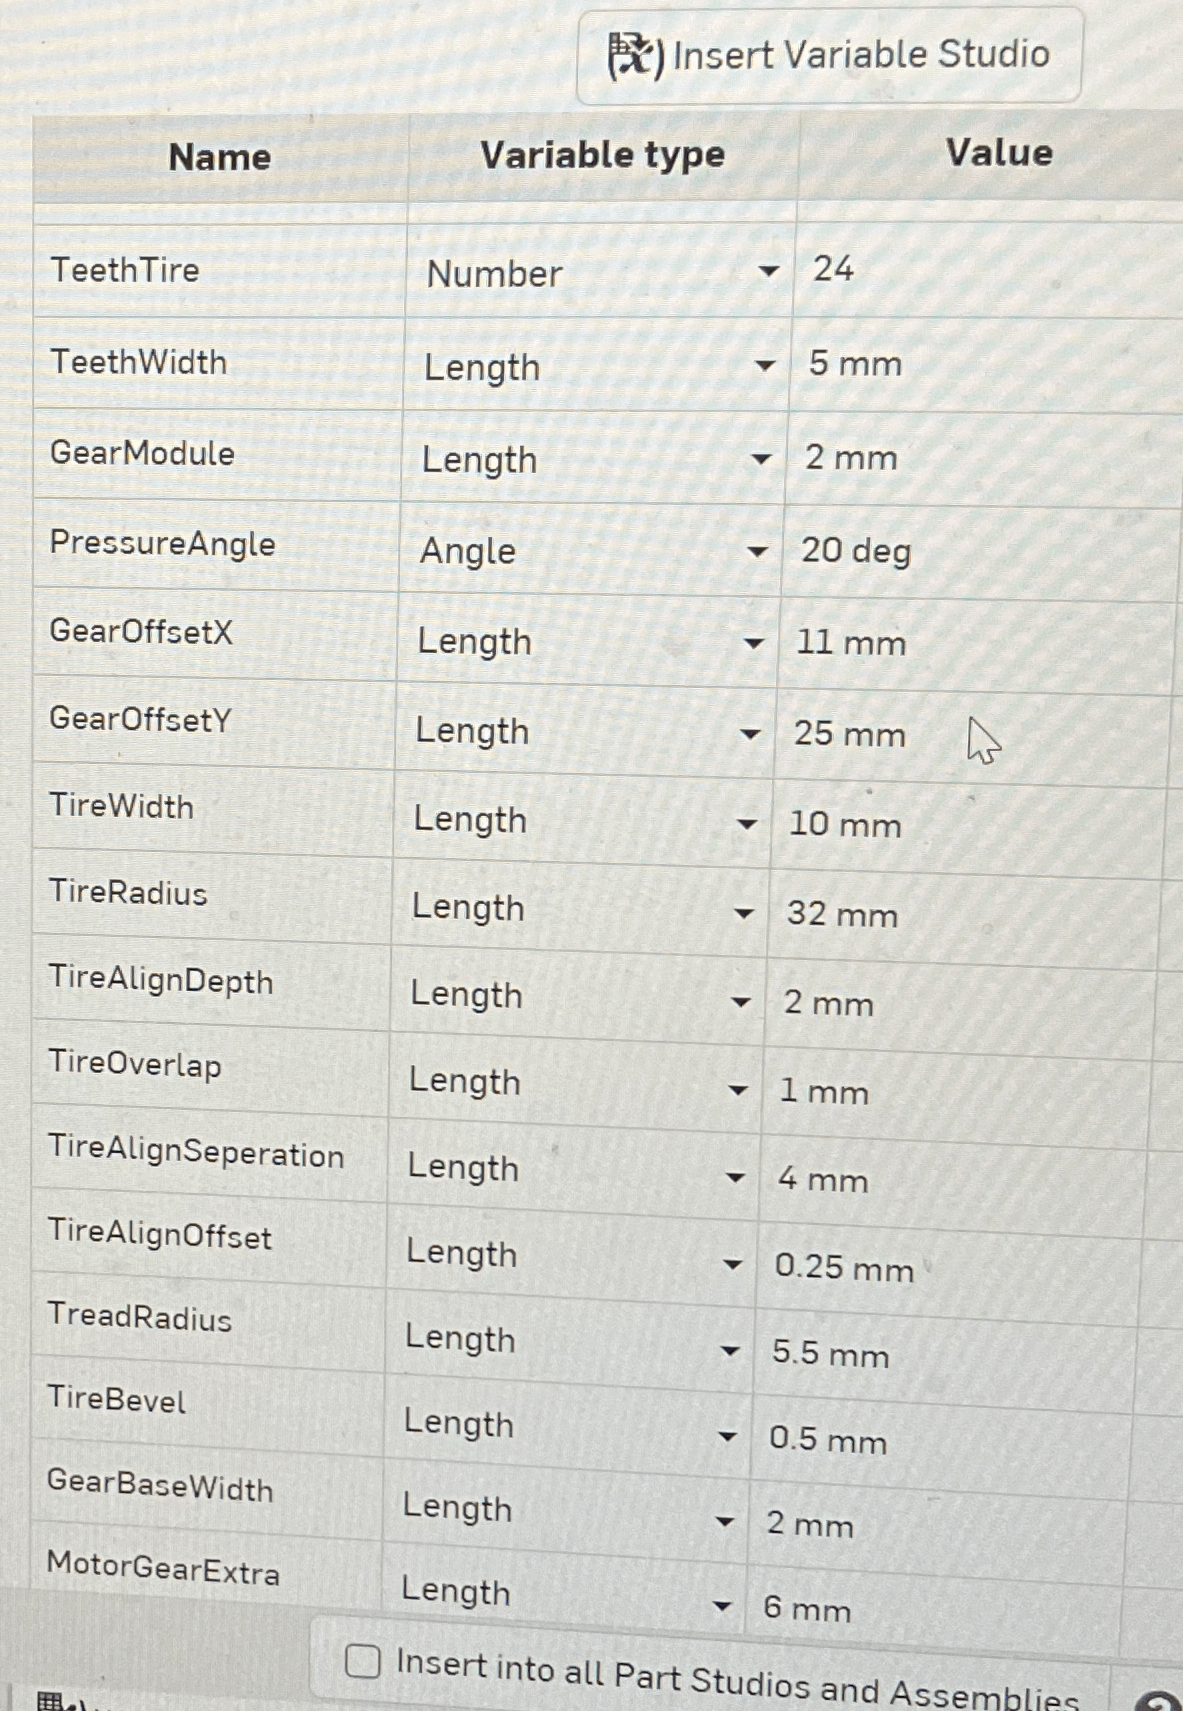 Insert Variable Studio
Name Variable type Value
TeethTire Number 24
TeethWidth Length 5 mm
GearModule Length 2 mm
PressureAngle Angle 20 deg
GearOffsetX Length 11 mm
GearOffsetY Length 25 mm
TireWidth Length 10 mm
TireRadius Length 32 mm
TireAlignDepth Length 2 mm
TireOverlap Length 1 mm
TireAlignSeperation Length 4 mm
TireAlignOffset Length 0.25 mm
TreadRadius Length 5.5 mm
TireBevel Length 0.5 mm
GearBaseWidth Length 2 mm
MotorGearExtra Length 6 mm
Insert into all Part Studios and Assemblies